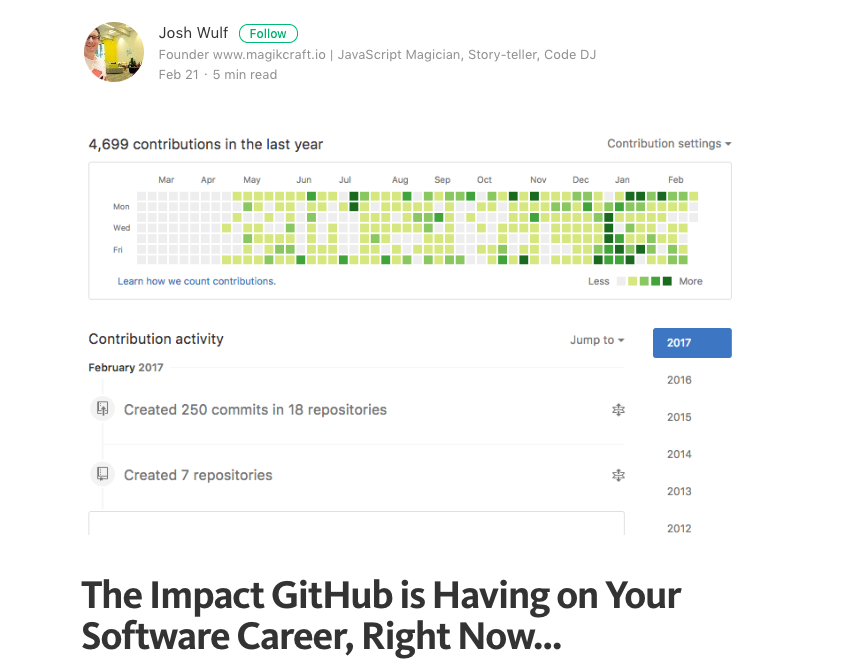 Josh Wulf Follow
Founder www.magikcraft.io | JavaScript Magician, Story-teller, Code DJ
Feb 21 · 5 min read
4,699 contributions in the last year Contribution settings
Mar Apr May Jun Jul Aug Sep Oct Nov Dec Jan Feb
Mon
Wed
Fri
Learn how we count contributions. Less More
Contribution activity Jump to 2017
February 2017
2016
Created 250 commits in 18 repositories
2015
2014
Created 7 repositories
2013
2012
The Impact GitHub is Having on Your
Software Career, Right Now...